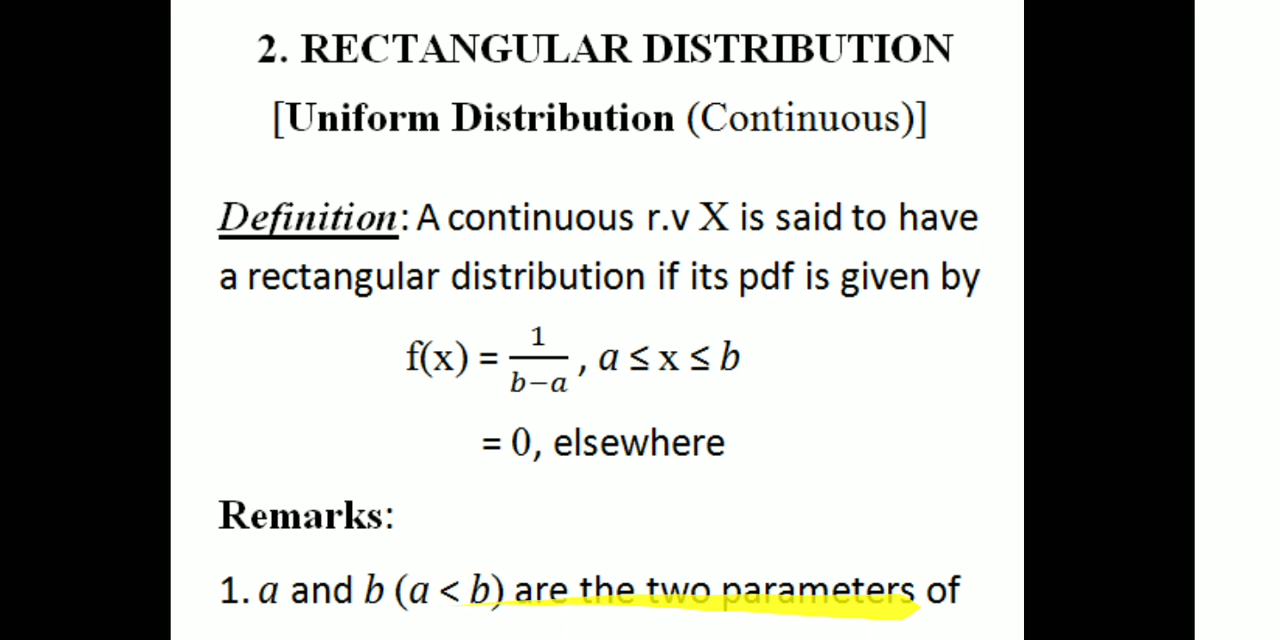 2. RECTANGULAR DISTRIBUTION
[Uniform Distribution (Continuous)]
Definition: A continuous r.v X is said to have
a rectangular distribution if its pdf is given by
f(x) = 1/(b−a) , a ≤ x ≤ b
= 0, elsewhere
Remarks:
1. a and b (a < b) are the two parameters of